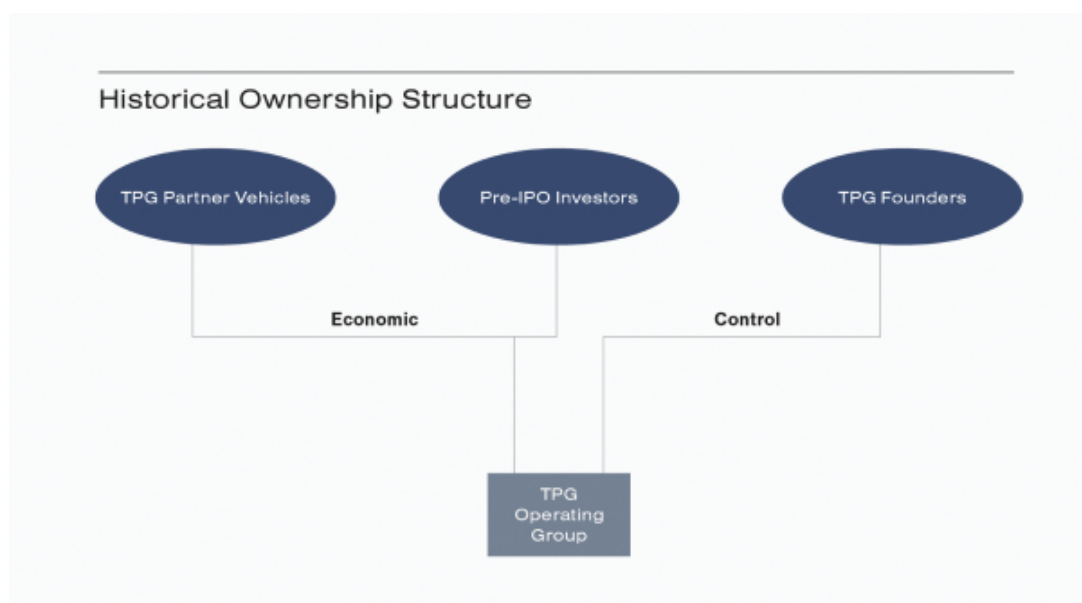 Historical Ownership Structure
TPG Partner Vehicles
Pre-IPO Investors
TPG Founders
Economic
Control
TPG
Operating
Group